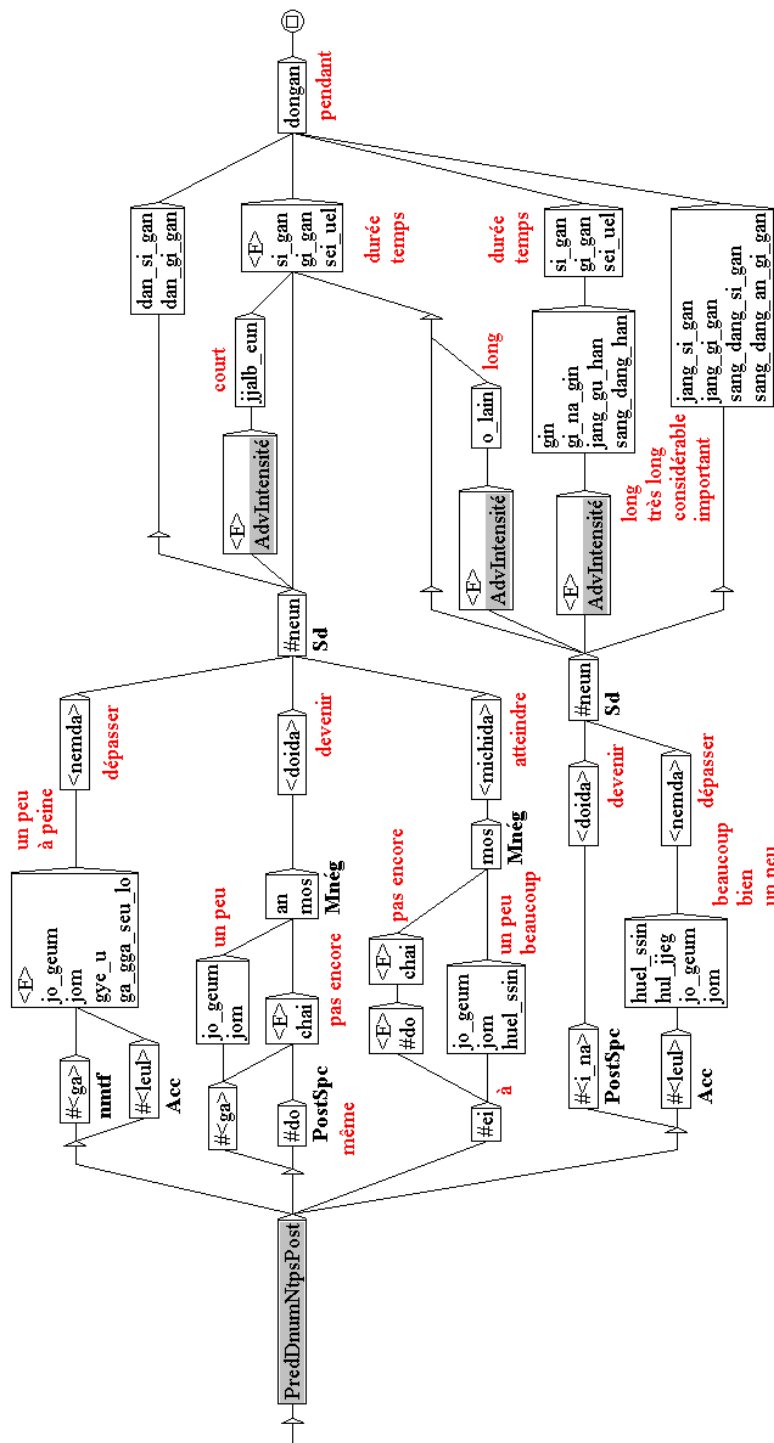 PredDnumNtpsPost
#<ga>
nmtf
#<leul>
Acc
<E>
jo_geum
jom
gye_u
ga_gga_seu_lo
un peu
à peine
<nemda>
dépasser
#<ga>
#do
PostSpc
même
jo_geum
jom
un peu
<E>
chai
pas encore
an
mos
Mnég
<doida>
devenir
#ei
à
<E>
#do
<E>
chai
pas encore
jo_geum
jom
huel_ssin
un peu
beaucoup
mos
Mnég
<michida>
atteindre
#neun
Sd
#<i_na>
PostSpc
<doida>
devenir
#<leul>
Acc
huel_ssin
hul_jjeg
jo_geum
jom
beaucoup
bien
un peu
<nemda>
dépasser
#neun
Sd
dan_si_gan
dan_gi_gan
<E>
AdvIntensité
jjalb_eun
court
<E>
si_gan
gi_gan
sei_uel
durée
temps
<E>
AdvIntensité
o_lain
long
<E>
AdvIntensité
gin
gi_na_gin
jang_gu_han
sang_dang_han
long
très long
considérable
important
si_gan
gi_gan
sei_uel
durée
temps
jang_si_gan
jang_gi_gan
sang_dang_si_gan
sang_dang_an_gi_gan
dongan
pendant